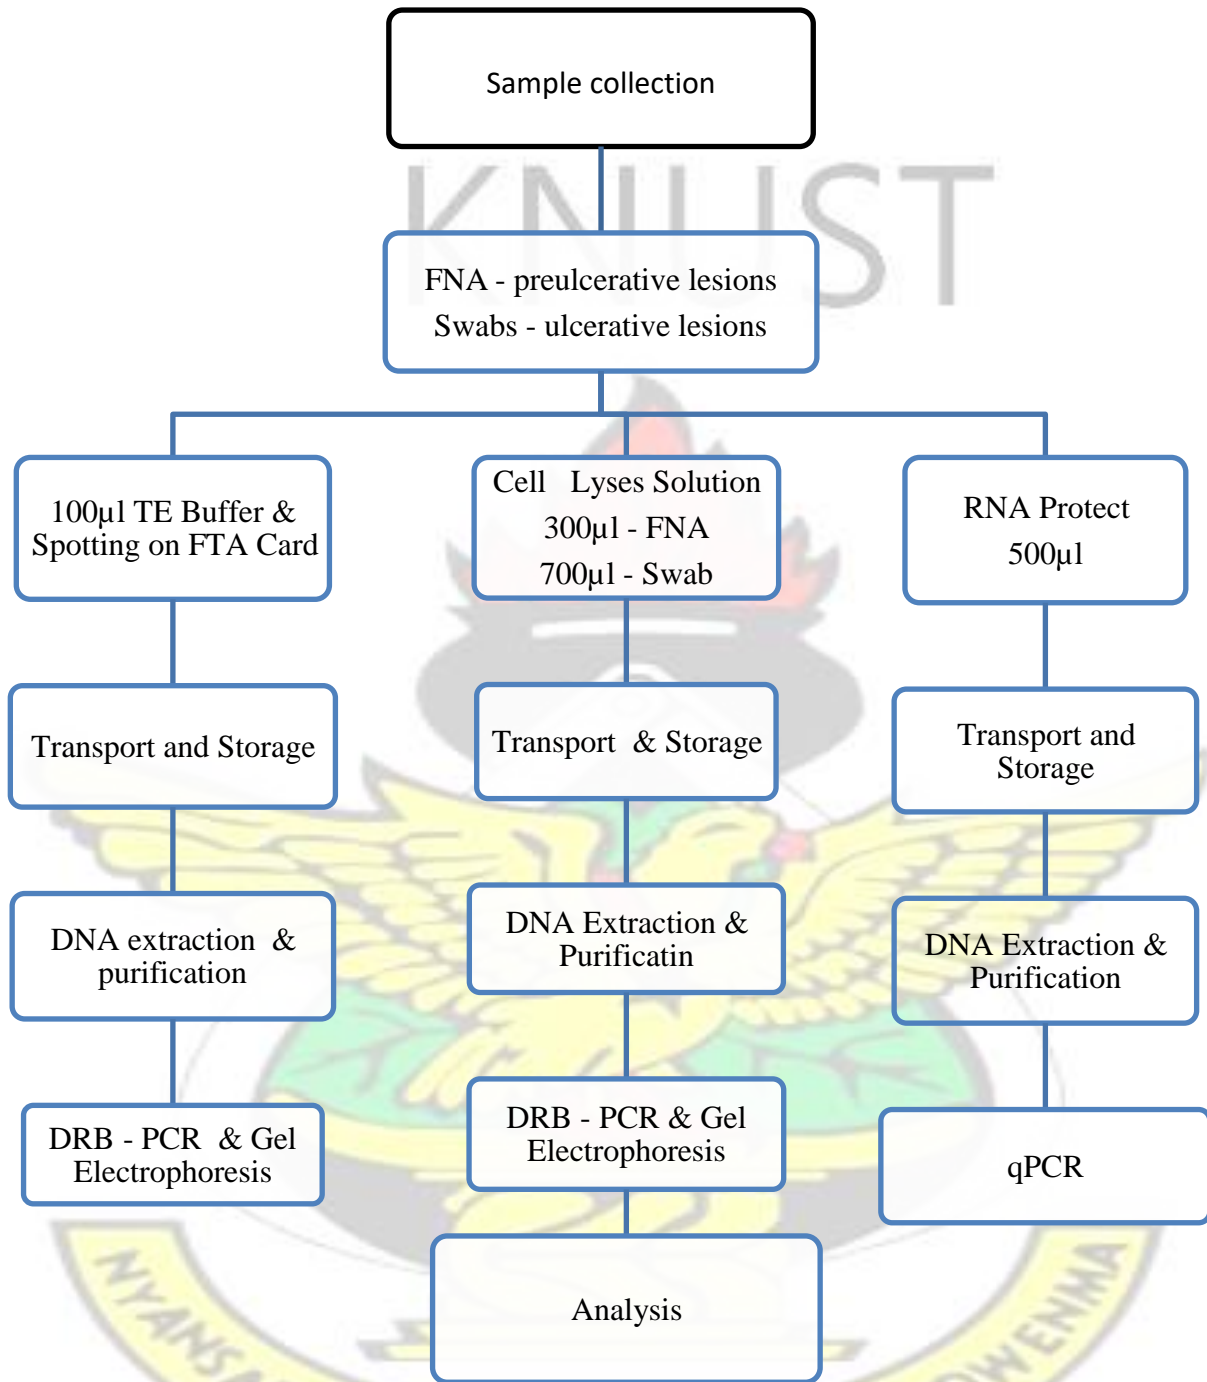 Sample collection
KNUST
FNA - preulcerative lesions
Swabs - ulcerative lesions
100µl TE Buffer &
Spotting on FTA Card
Cell Lyses Solution
300µl - FNA
700µl - Swab
RNA Protect
500µl
Transport and Storage
Transport & Storage
Transport and
Storage
DNA extraction &
purification
DNA Extraction &
Purificatin
DNA Extraction &
Purification
DRB - PCR & Gel
Electrophoresis
DRB - PCR & Gel
Electrophoresis
qPCR
Analysis